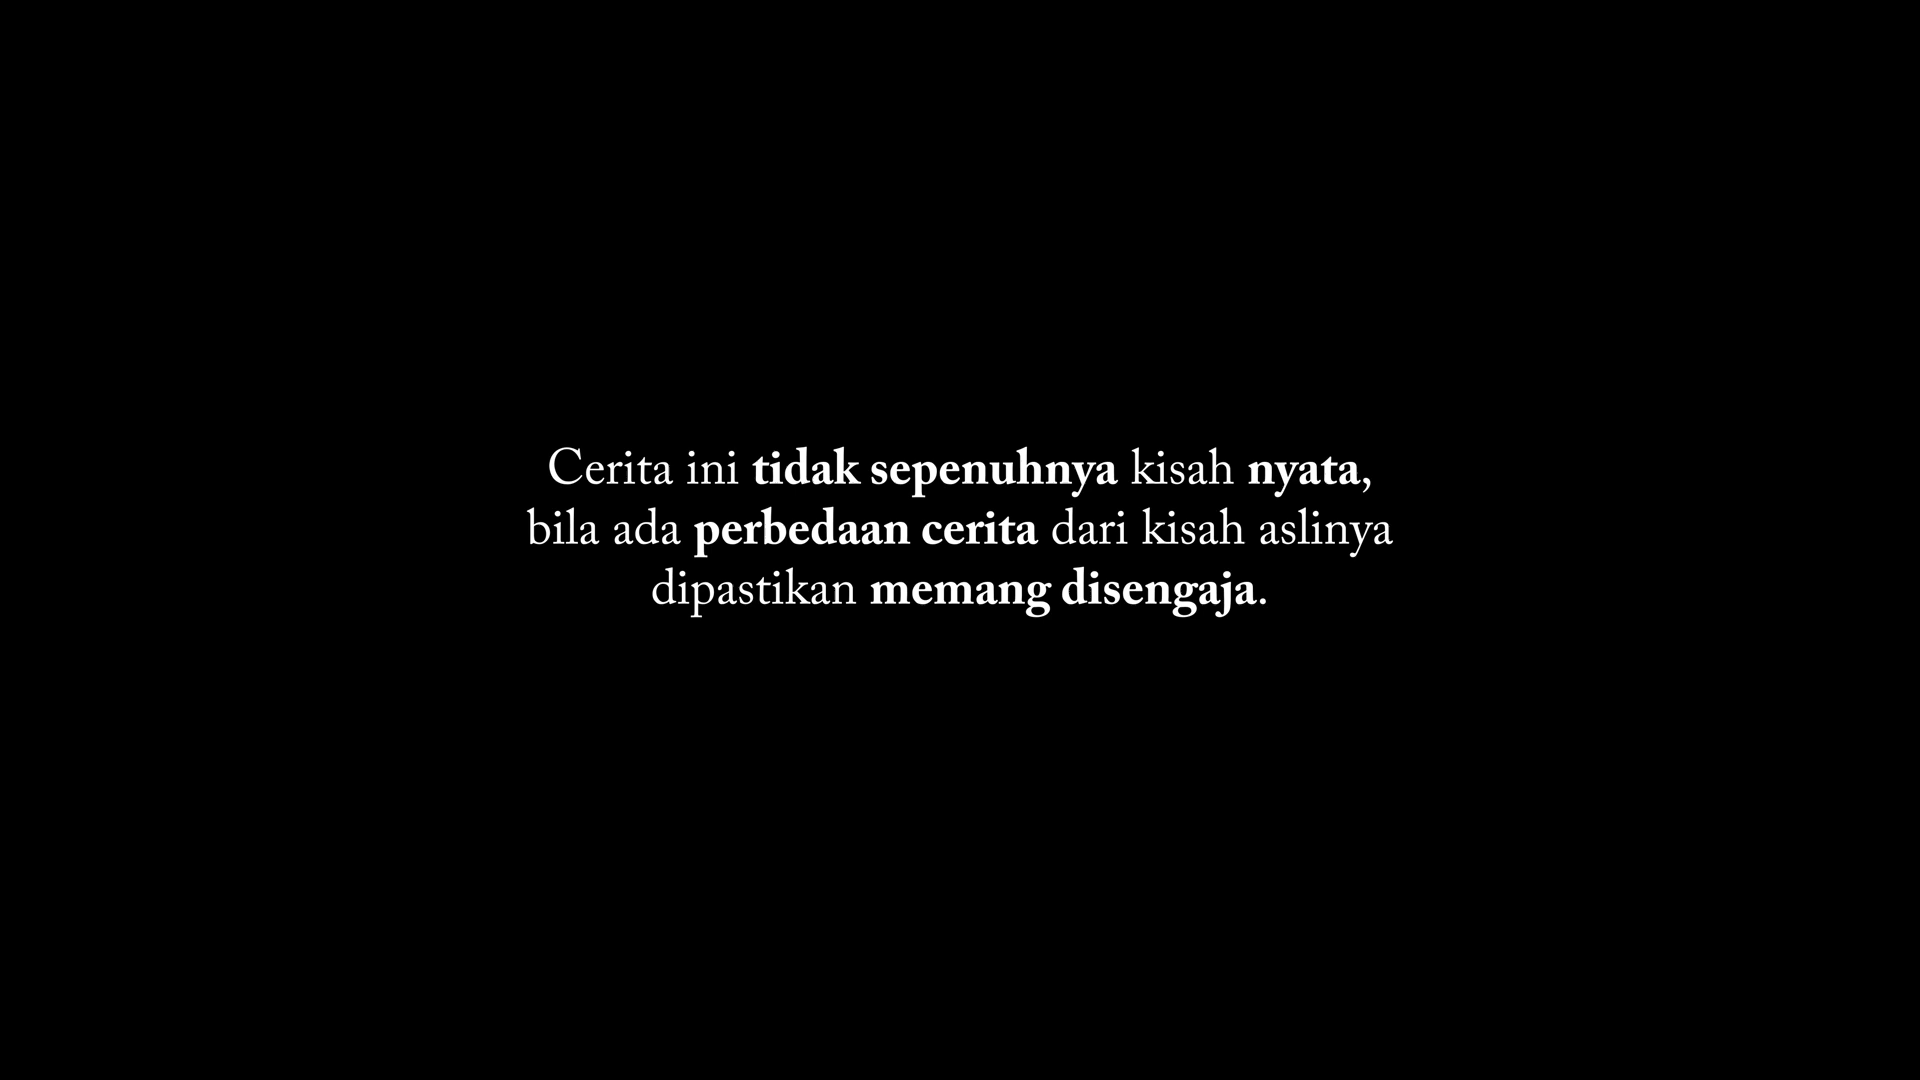 Cerita ini tidak sepenuhnya kisah nyata,
bila ada perbedaan cerita dari kisah aslinya
dipastikan memang disengaja.